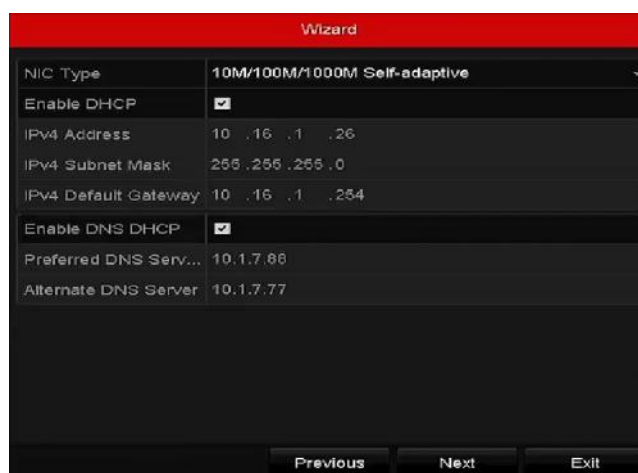 Wizard
NIC Type 10M/100M/1000M Self-adaptive
Enable DHCP
IPv4 Address 10 .16 .1 .26
IPv4 Subnet Mask 255.255.255.0
IPv4 Default Gateway 10 .16 .1 .254
Enable DNS DHCP
Preferred DNS Serv... 10.1.7.88
Alternate DNS Server 10.1.7.77
Previous Next Exit